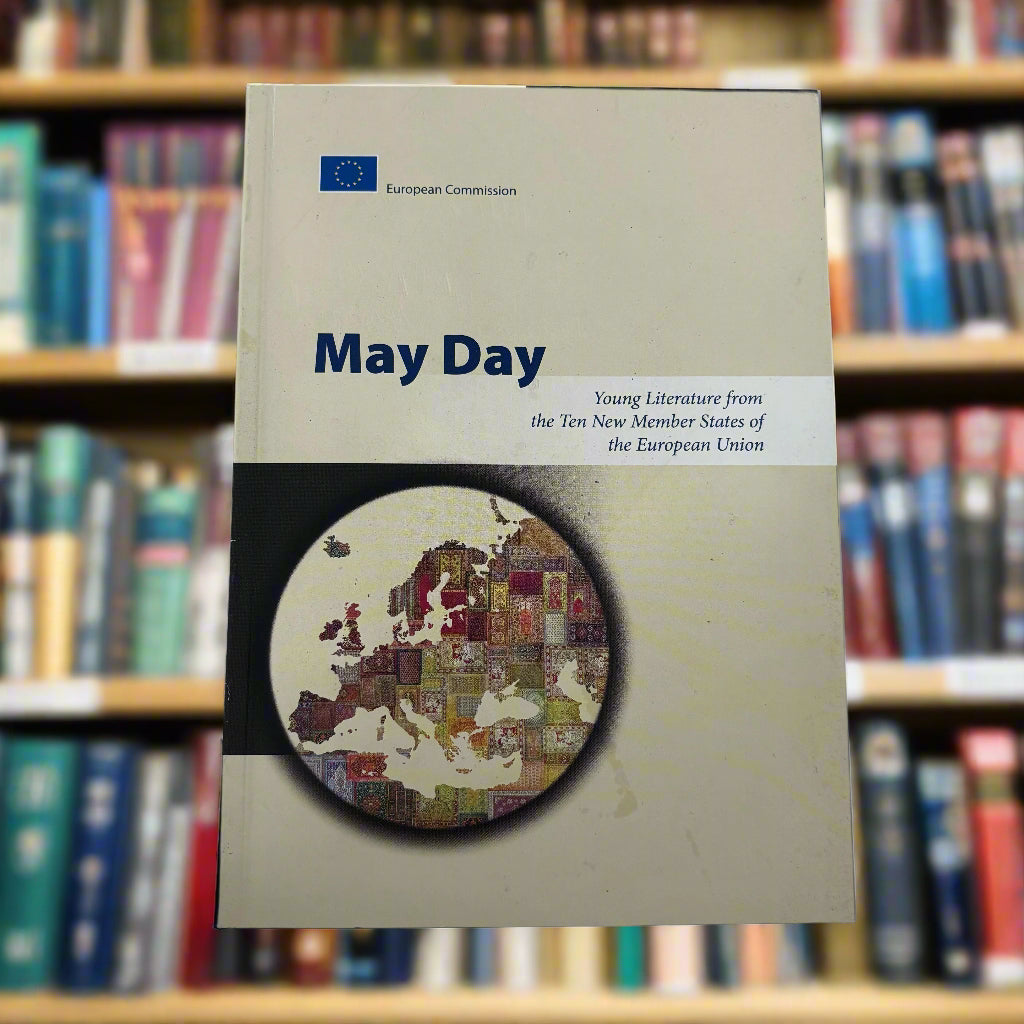 European Commission
May Day
Young Literature from
the Ten New Member States of
the European Union